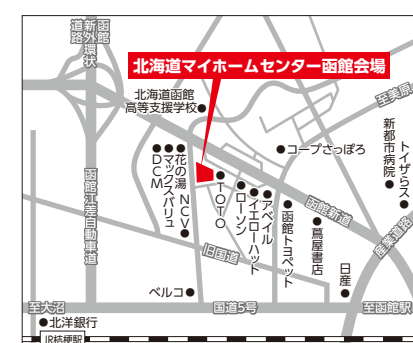 函館
新外環状
道路
北海道マイホームセンター函館会場
至美原
北海道函館
高等支援学校
コープさっぽろ
トイザらス
新都市病院
花の湯 NCV
マックスバリュ
DCM
TOTO
ローソン
イエローハット
アベイル
函館トヨペット
蔦屋書店
日産
函館新道
産業道路
函館江差自動車道
旧国道
ベルコ
至大沼
国道5号
至函館駅
北洋銀行
JR桔梗駅